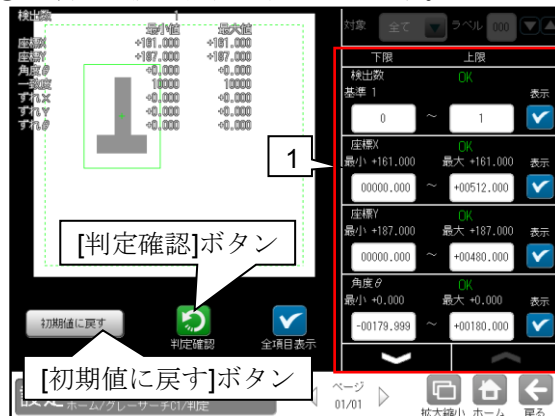 検出数 1
最小値 最大値
座標X +161.000 +161.000
座標Y +187.000 +187.000
角度θ +0.000 +0.000
一致度 10000 10000
ずれX +0.000 +0.000
ずれY +0.000 +0.000
ずれθ +0.000 +0.000
対象 全て ラベル 000
下限 上限
検出数 OK
基準 1 表示
0 ~ 1
1
座標X OK
最小 +161.000 最大 +161.000 表示
00000.000 ~ +00512.000
座標Y OK
最小 +187.000 最大 +187.000 表示
00000.000 ~ +00480.000
角度θ OK
最小 +0.000 最大 +0.000 表示
-00179.999 ~ +00180.000
[判定確認]ボタン
初期値に戻す
判定確認 全項目表示
[初期値に戻す]ボタン
設定 ホーム/グレーサーチC1/判定
ページ
01/01
拡大縮小 ホーム 戻る